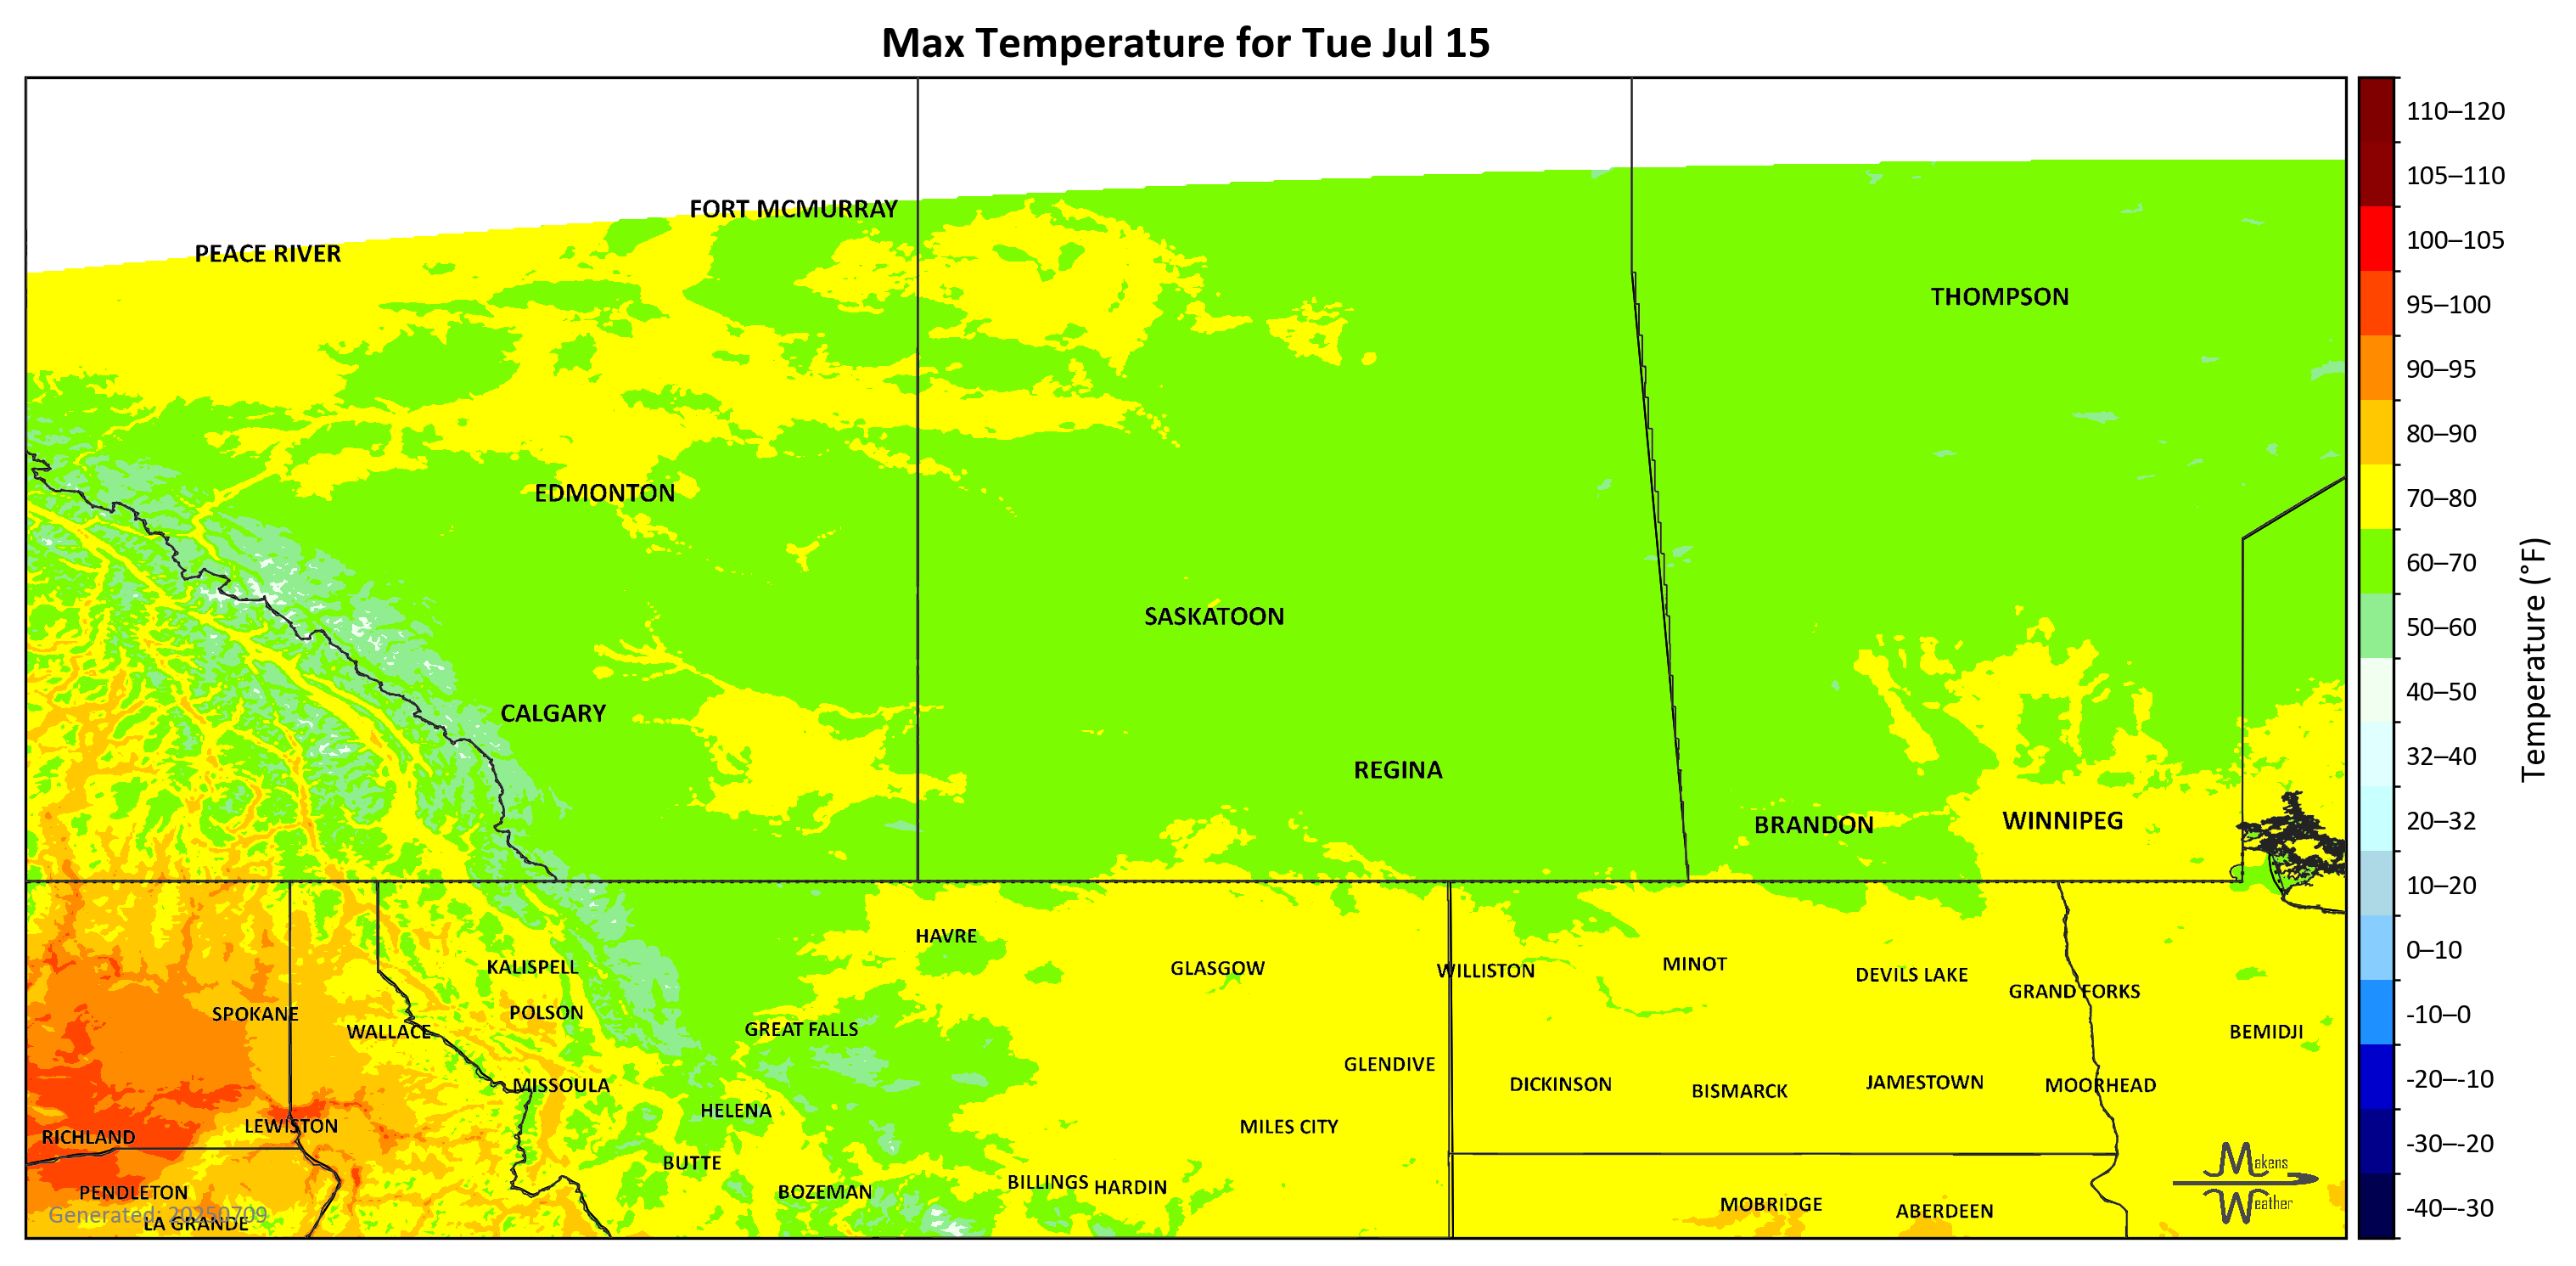 Max Temperature for Tue Jul 15
FORT MCMURRAY
PEACE RIVER
THOMPSON
EDMONTON
SASKATOON
CALGARY
REGINA
BRANDON
WINNIPEG
HAVRE
KALISPELL
GLASGOW
WILLISTON
MINOT
DEVILS LAKE
GRAND FORKS
SPOKANE
POLSON
WALLACE
GREAT FALLS
BEMIDJI
GLENDIVE
MISSOULA
DICKINSON
BISMARCK
JAMESTOWN
MOORHEAD
HELENA
LEWISTON
MILES CITY
RICHLAND
BUTTE
BILLINGS
HARDIN
PENDLETON
BOZEMAN
MOBRIDGE
ABERDEEN
Generated: 20250709
LA GRANDE
Makens
Weather
110–120
105–110
100–105
95–100
90–95
80–90
70–80
60–70
50–60
40–50
32–40
20–32
10–20
0–10
-10–0
-20–-10
-30–-20
-40–-30
Temperature (°F)